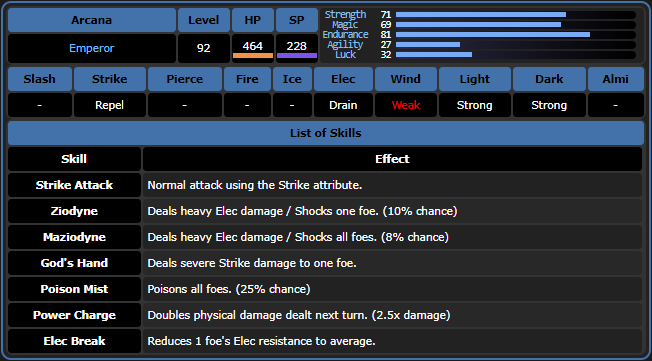 Arcana Level HP SP
Emperor 92 464 228
Strength 71
Magic 69
Endurance 81
Agility 27
Luck 32
Slash Strike Pierce Fire Ice Elec Wind Light Dark Almi
- Repel - - - Drain Weak Strong Strong -
List of Skills
Skill Effect
Strike Attack Normal attack using the Strike attribute.
Ziodyne Deals heavy Elec damage / Shocks one foe. (10% chance)
Maziodyne Deals heavy Elec damage / Shocks all foes. (8% chance)
God's Hand Deals severe Strike damage to one foe.
Poison Mist Poisons all foes. (25% chance)
Power Charge Doubles physical damage dealt next turn. (2.5x damage)
Elec Break Reduces 1 foe's Elec resistance to average.